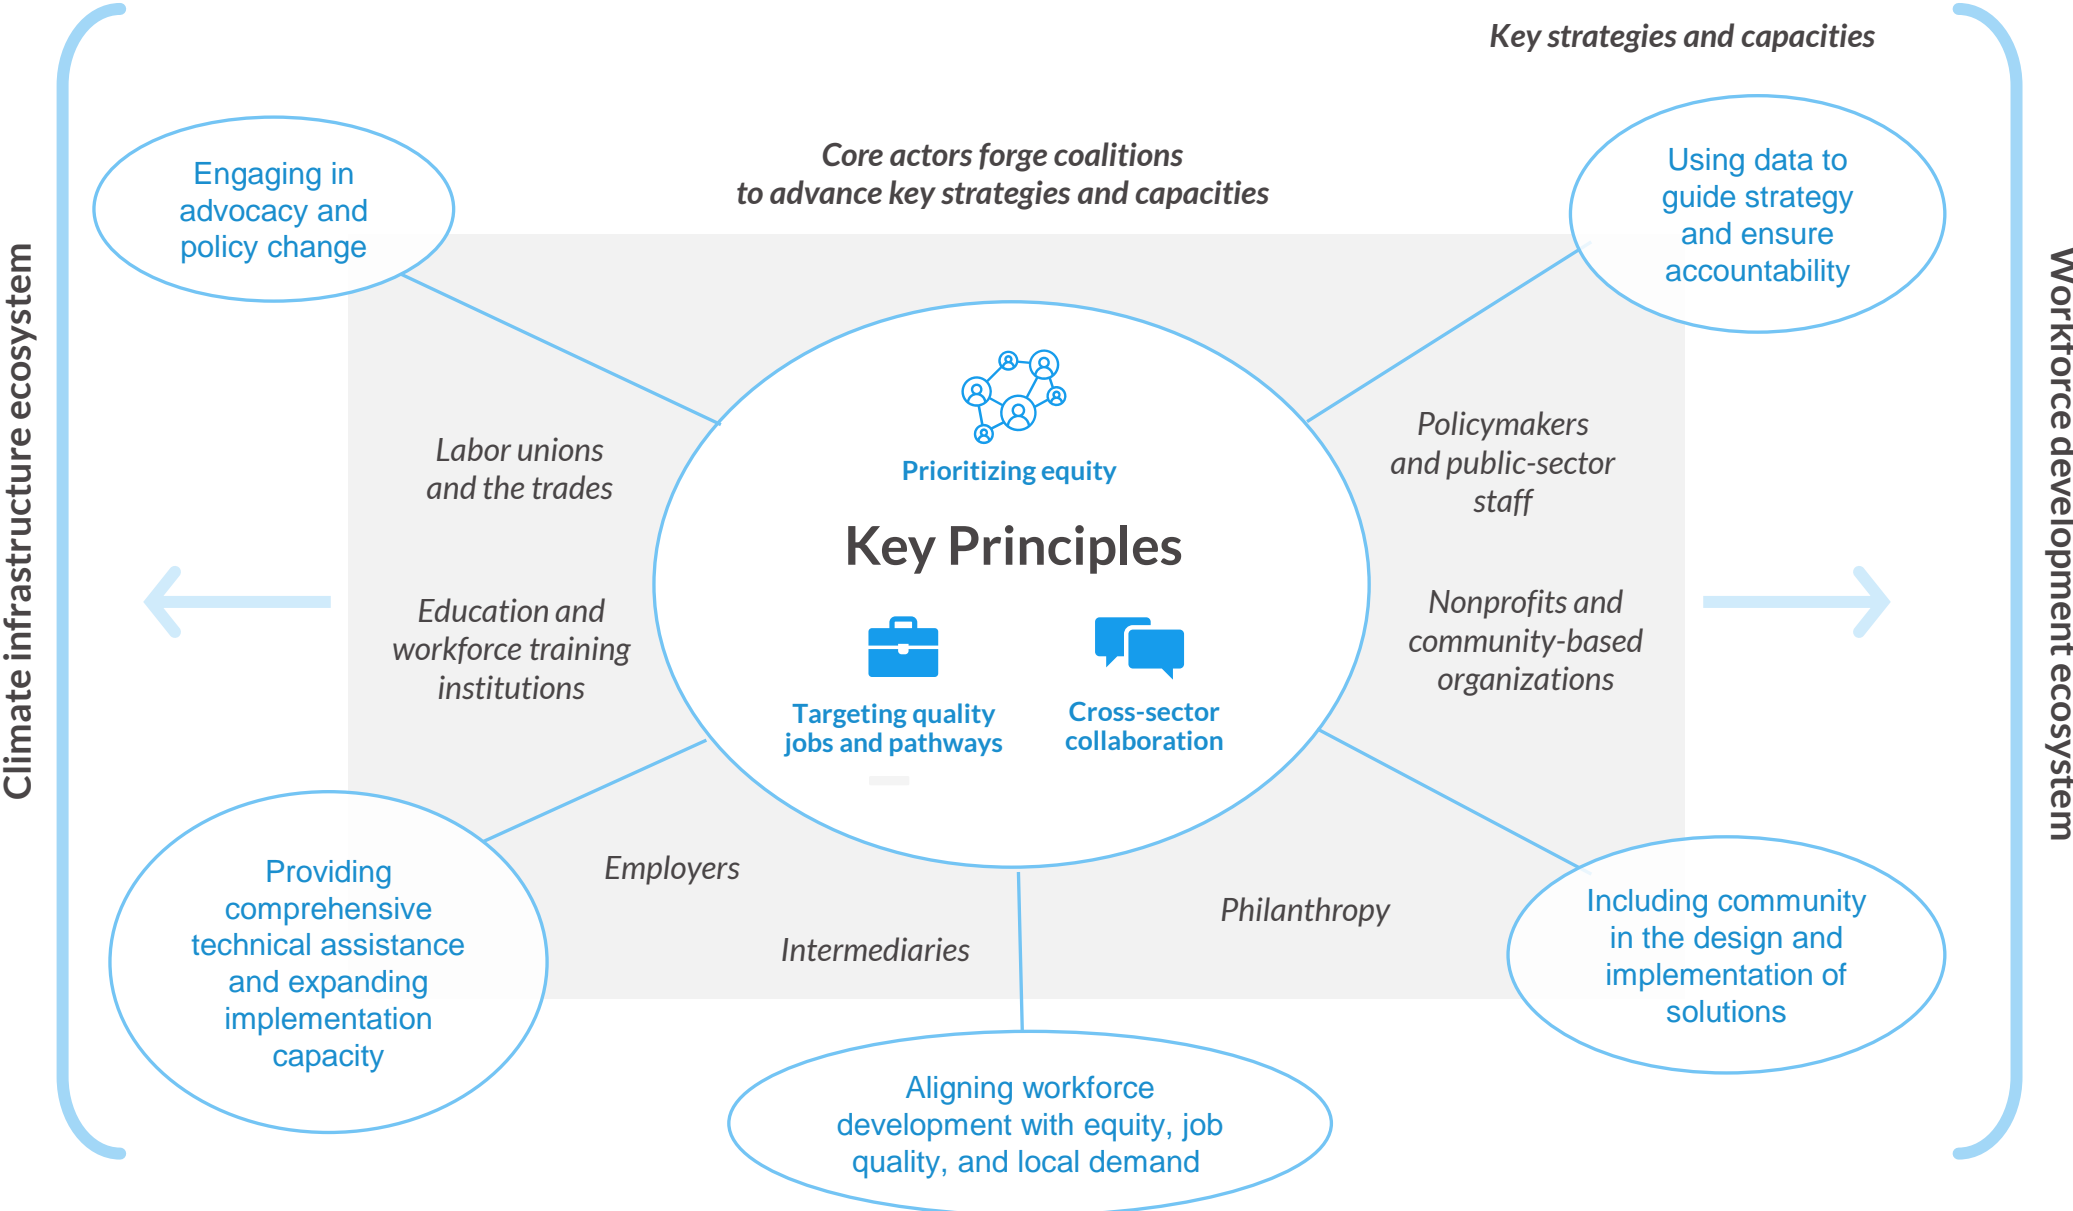 Key strategies and capacities
Core actors forge coalitions
to advance key strategies and capacities
Climate infrastructure ecosystem
Engaging in
advocacy and
policy change
Using data to
guide strategy
and ensure
accountability
Workforce development ecosystem
Prioritizing equity
Key Principles
Targeting quality
jobs and pathways
Cross-sector
collaboration
Labor unions
and the trades
Policymakers
and public-sector
staff
Education and
workforce training
institutions
Nonprofits and
community-based
organizations
Employers
Intermediaries
Philanthropy
Providing
comprehensive
technical assistance
and expanding
implementation
capacity
Aligning workforce
development with equity, job
quality, and local demand
Including community
in the design and
implementation of
solutions